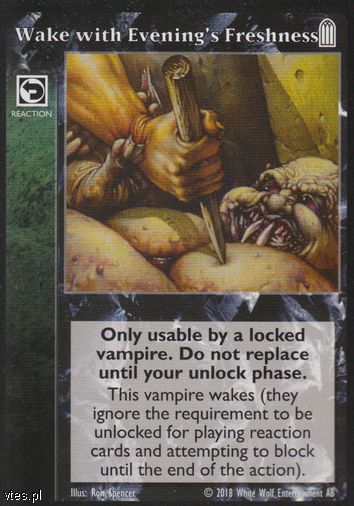 Wake with Evening's Freshness
REACTION
Only usable by a locked
vampire. Do not replace
until your unlock phase.
This vampire wakes (they
ignore the requirement to be
unlocked for playing reaction
cards and attempting to block
until the end of the action).
Illus: Ron Spencer © 2018 White Wolf Entertainment AB
vtes.pl